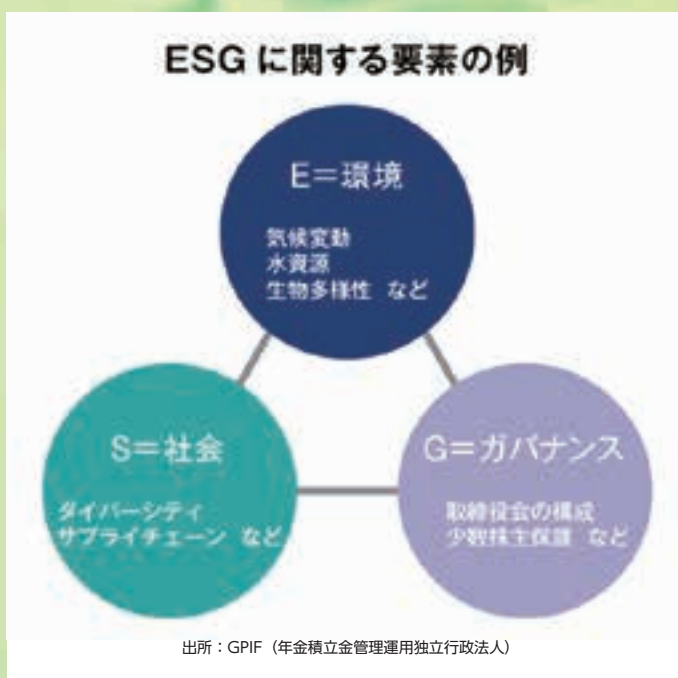 ESG に関する要素の例
E＝環境
気候変動
水資源
生物多様性 など
S＝社会
ダイバーシティ
サプライチェーン など
G＝ガバナンス
取締役会の構成
少数株主保護 など
出所：GPIF（年金積立金管理運用独立行政法人）